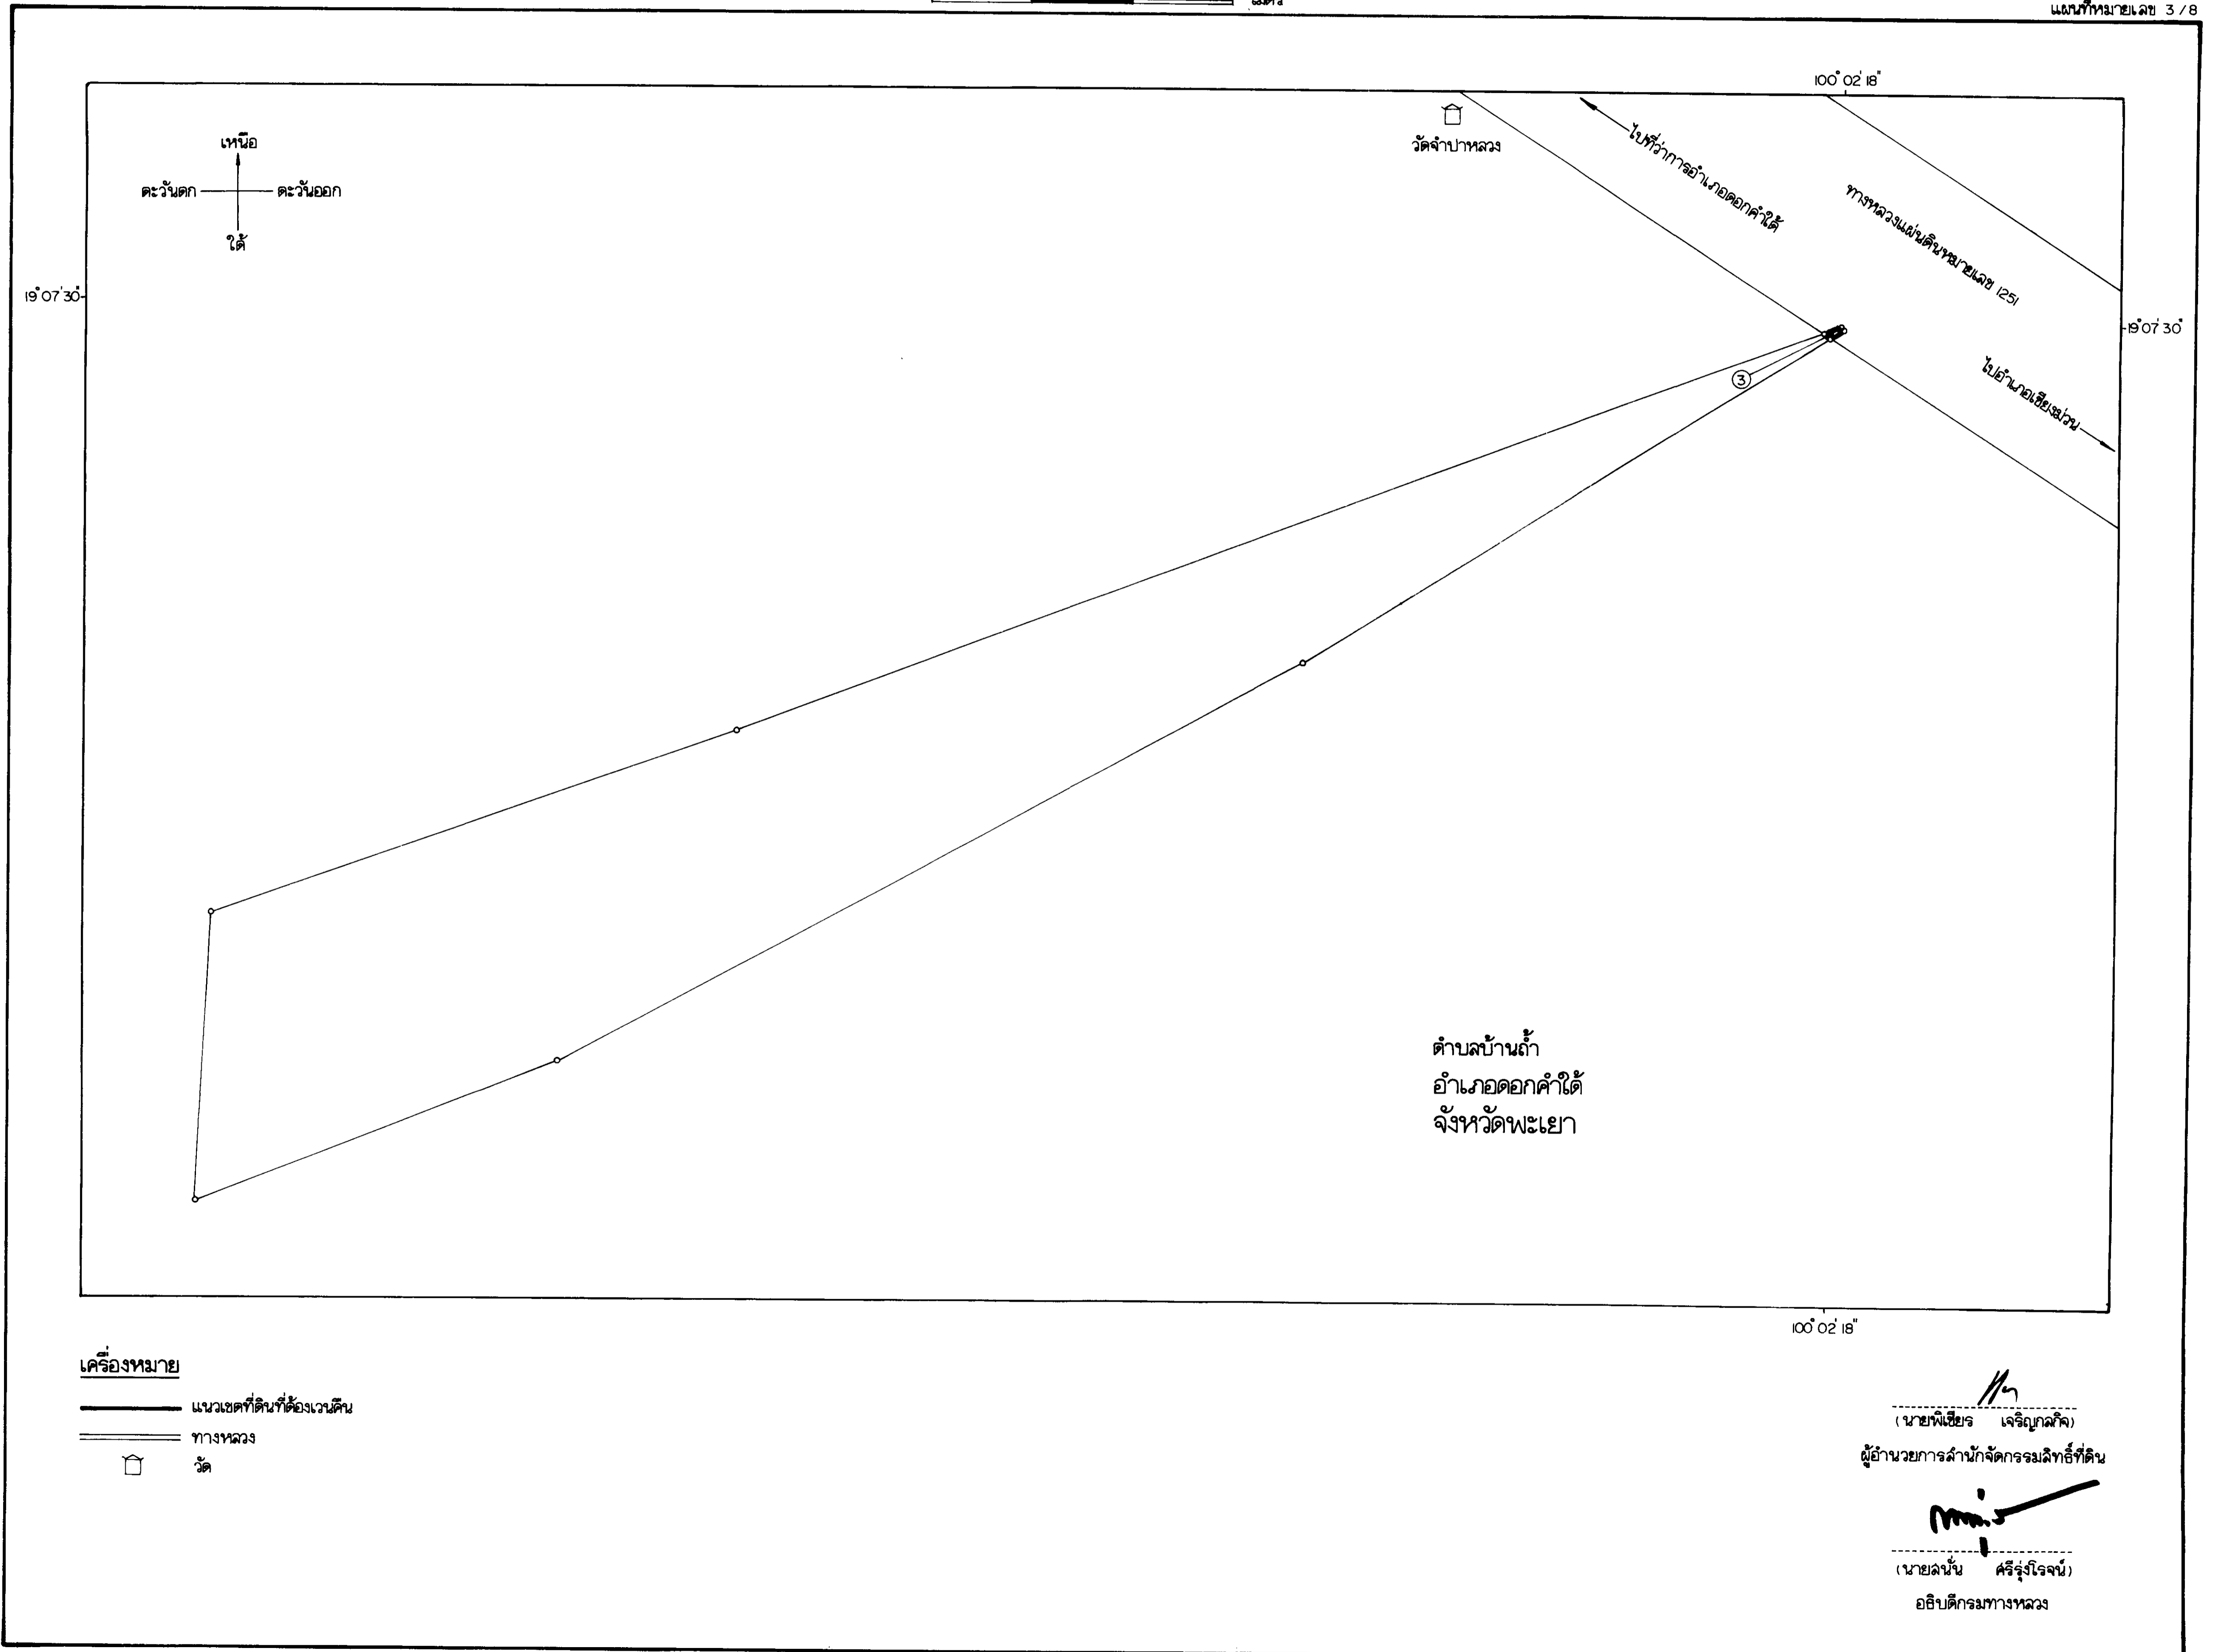 แผนที่หมายเลข 3/8
100° 02' 18"
เหนือ
วัดจำปาหลวง
ไปที่ว่าการอำเภอดอกคำใต้
ตะวันตก
ตะวันออก
ทางหลวงแผ่นดินหมายเลข 1251
ใต้
19° 07' 30"
19° 07' 30"
ไปอำเภอเชียงม่วน
3
ตำบลบ้านถ้ำ
อำเภอดอกคำใต้
จังหวัดพะเยา
100° 02' 18"
เครื่องหมาย
แนวเขตที่ดินที่ต้องเวนคืน
ทางหลวง
วัด
(นายพิเชียร เจริญกลกิจ)
ผู้อำนวยการสำนักจัดกรรมสิทธิ์ที่ดิน
(นายสนั่น ศรีรุ่งโรจน์)
อธิบดีกรมทางหลวง